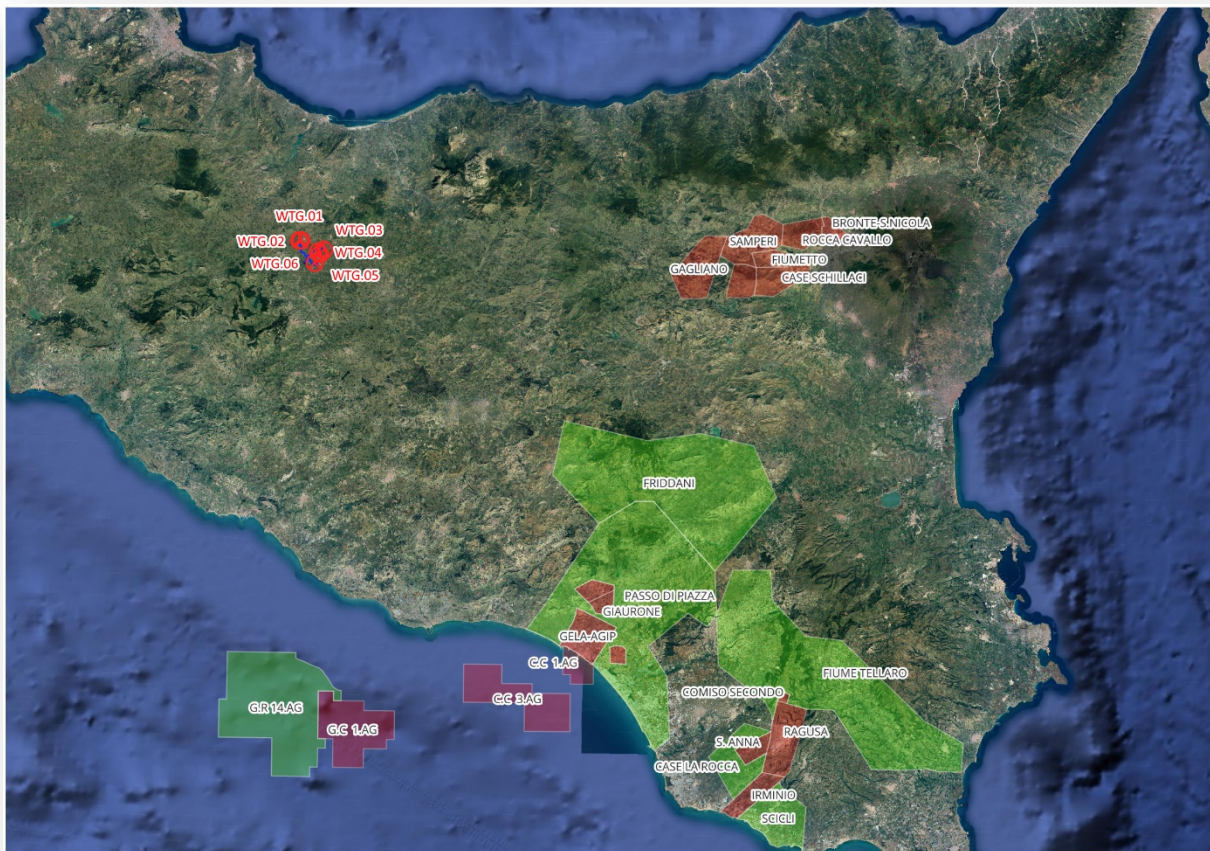 WTG.01
WTG.03
WTG.02
WTG.04
WTG.06
WTG.05
BRONTE-S.NICOLA
SAMPERI
ROCCA CAVALLO
FIUMETTO
GAGLIANO
CASE SCHILLACI
FRIDDANI
PASSO DI PIAZZA
GIAURONE
GELA-AGIP
C.C 1.AG
FIUME TELLARO
C.C 3.AG
COMISO SECONDO
G.R 14.AG
G.C 1.AG
RAGUSA
S. ANNA
CASE LA ROCCA
IRMINIO
SCICLI